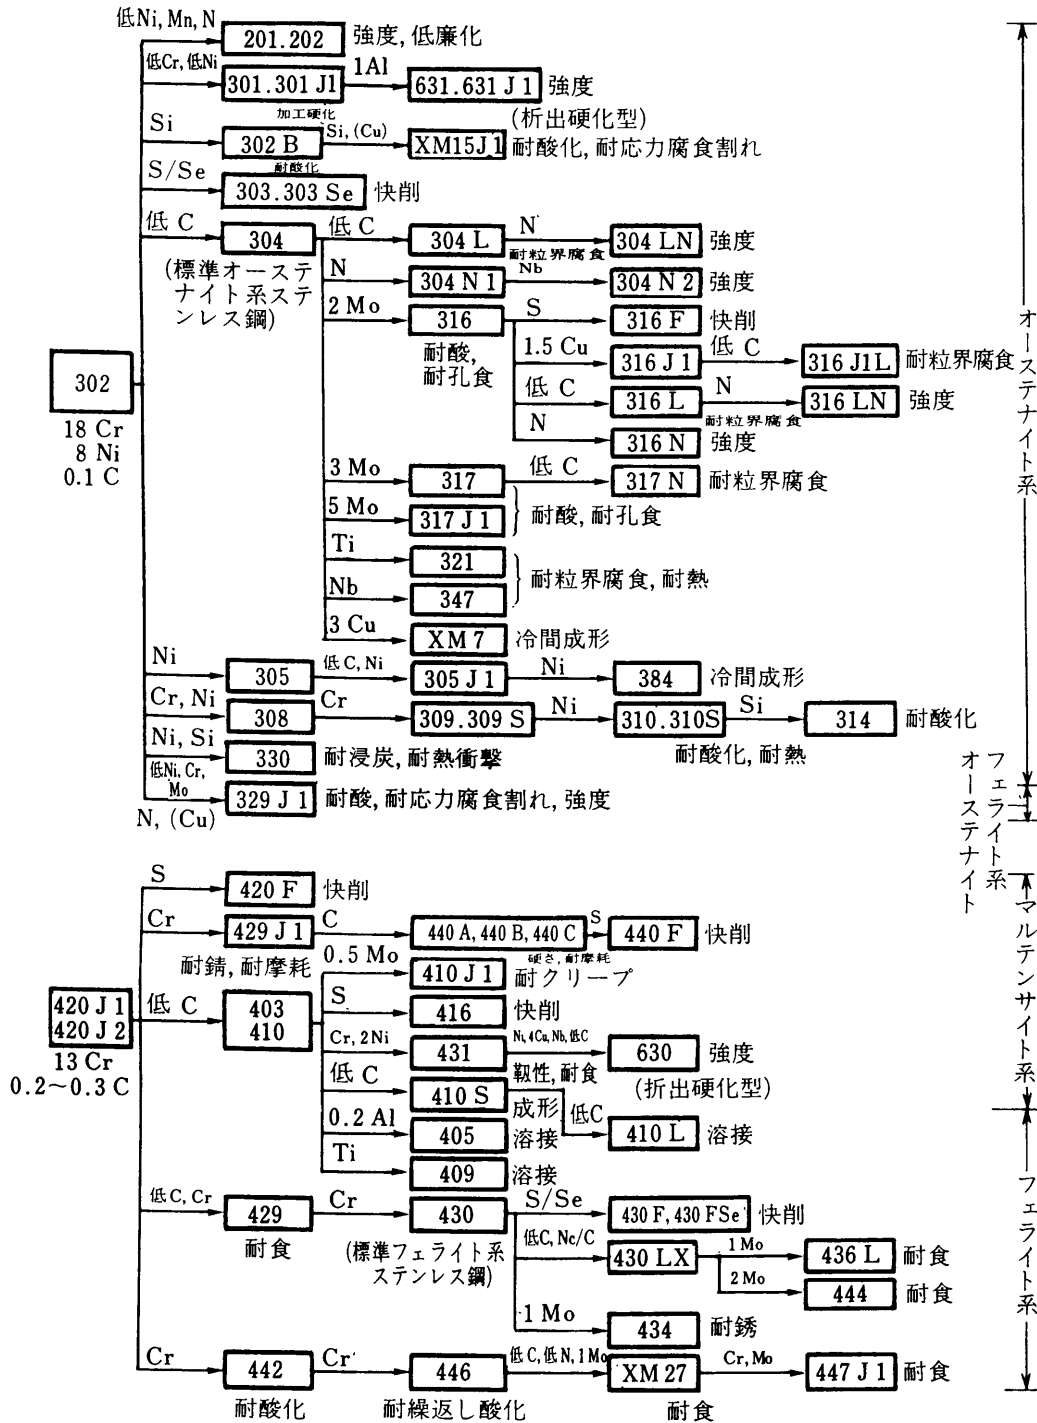 低Ni, Mn, N
201.202 強度, 低廉化
低Cr, 低Ni 301.301 J1 1Al 631.631 J 1 強度
加工硬化 (析出硬化型)
Si 302 B Si, (Cu) XM15J1 耐酸化, 耐応力腐食割れ
耐酸化
S/Se 303.303 Se 快削
低 C 304 低 C 304 L N 304 LN 強度
耐粒界腐食
(標準オーステ
ナイト系ステ
ンレス鋼)
N 304 N 1 Nb 304 N 2 強度
2 Mo 316 S 316 F 快削
耐酸,
耐孔食
1.5 Cu 316 J 1 低 C 316 J1L 耐粒界腐食
低 C 316 L N 316 LN 強度
耐粒界腐食
N 316 N 強度
302
18 Cr
8 Ni
0.1 C
3 Mo 317 低 C 317 N 耐粒界腐食
5 Mo 317 J 1 耐酸, 耐孔食
Ti 321
耐粒界腐食, 耐熱
Nb 347
3 Cu XM 7 冷間成形
Ni 305 低 C, Ni 305 J 1 Ni 384 冷間成形
Cr, Ni 308 Cr 309.309 S Ni 310.310S Si 314 耐酸化
耐酸化, 耐熱
Ni, Si 330 耐浸炭, 耐熱衝撃
低Ni, Cr,
Mo 329 J 1 耐酸, 耐応力腐食割れ, 強度
N, (Cu)
オーステナイト系
オーステナイト
フェライト系
S 420 F 快削
Cr 429 J 1 C 440 A, 440 B, 440 C S 440 F 快削
耐錆, 耐摩耗 硬さ, 耐摩耗
0.5 Mo 410 J 1 耐クリープ
420 J 1
420 J 2
13 Cr
0.2~0.3 C
低 C 403
410
S 416 快削
Cr, 2Ni 431 Ni, 4Cu, Nb, 低C 630 強度
靱性, 耐食 (折出硬化型)
低 C 410 S 成形 低C 410 L 溶接
0.2 Al 405 溶接
Ti 409 溶接
マルテンサイト系
低 C, Cr 429 Cr 430 S/Se 430 F, 430 FSe 快削
耐食 (標準フェライト系
ステンレス鋼)
低C, Nc/C 430 LX 1 Mo 436 L 耐食
2 Mo 444 耐食
1 Mo 434 耐銹
Cr 442 Cr 446 低 C, 低 N, 1 Mo XM 27 Cr, Mo 447 J 1 耐食
耐酸化 耐繰返し酸化 耐食
フェライト系